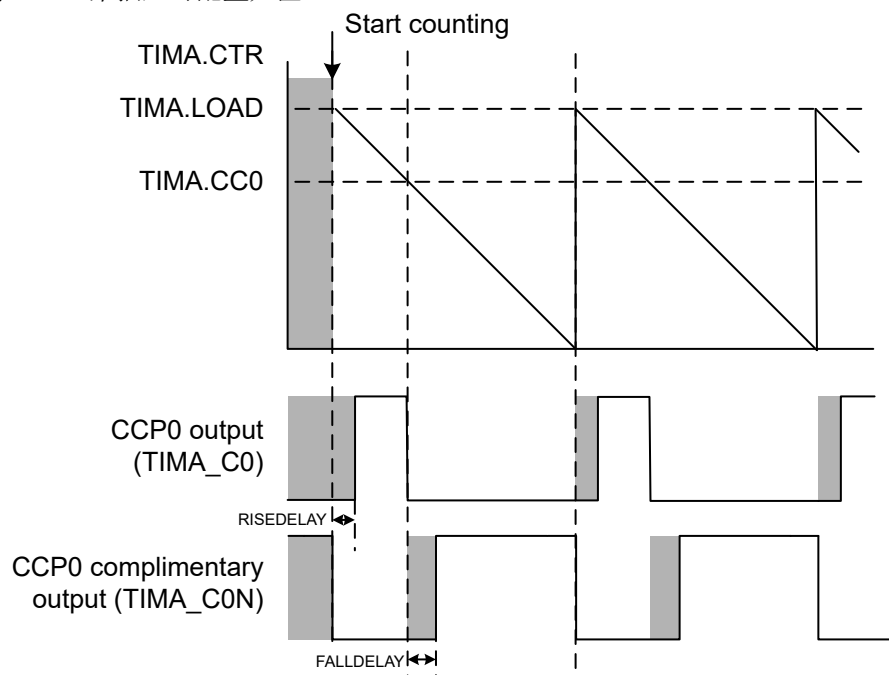 Start counting
TIMA.CTR
TIMA.LOAD
TIMA.CC0
CCP0 output
(TIMA_C0)
RISEDELAY
CCP0 complimentary
output (TIMA_C0N)
FALLDELAY